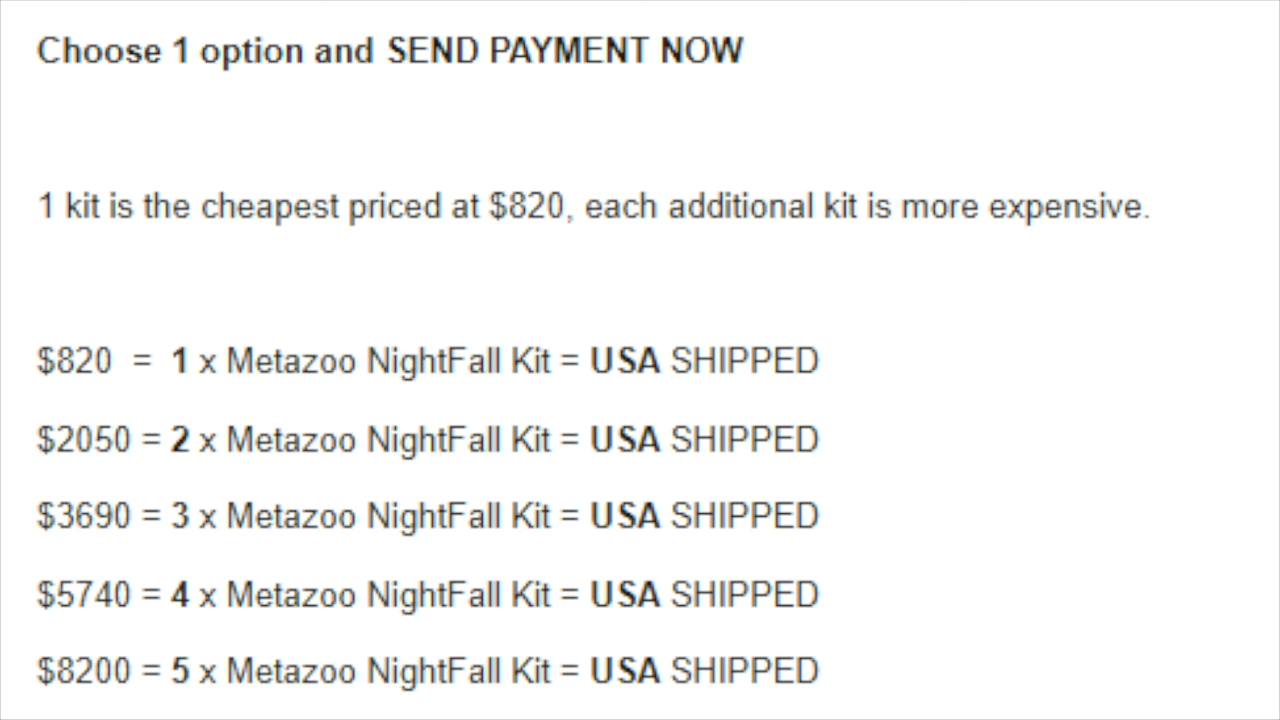 Choose 1 option and SEND PAYMENT NOW
1 kit is the cheapest priced at $820, each additional kit is more expensive.
$820 = 1 x Metazoo NightFall Kit = USA SHIPPED
$2050 = 2 x Metazoo NightFall Kit = USA SHIPPED
$3690 = 3 x Metazoo NightFall Kit = USA SHIPPED
$5740 = 4 x Metazoo NightFall Kit = USA SHIPPED
$8200 = 5 x Metazoo NightFall Kit = USA SHIPPED